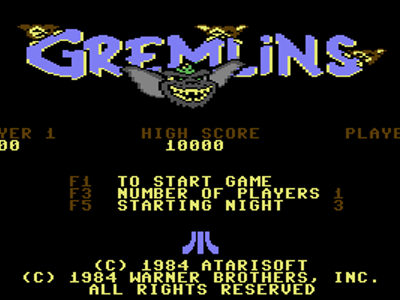 GREMLINS
YER 1 HIGH SCORE PLAYE
00 10000
F1 TO START GAME
F3 NUMBER OF PLAYERS 1
F5 STARTING NIGHT 3
(C) 1984 ATARISOFT
(C) 1984 WARNER BROTHERS, INC.
ALL RIGHTS RESERVED